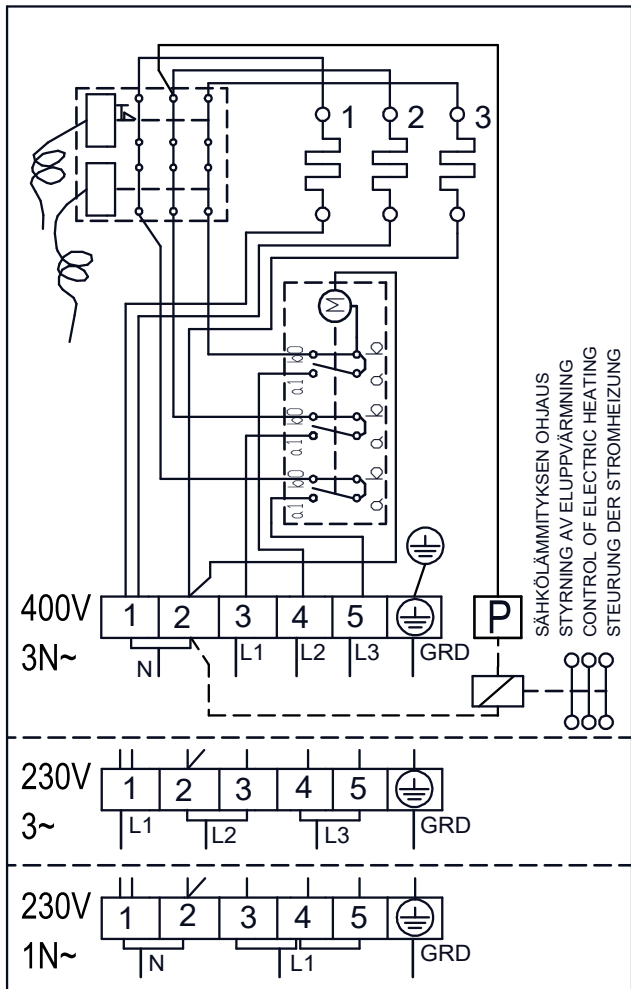 1 2 3
M
b0 b
a1 a
b0
a1
b0 b
a1 a
SÄHKÖLÄMMITYKSEN OHJAUS
STYRNING AV ELUPPVÄRMNING
CONTROL OF ELECTRIC HEATING
STEURUNG DER STROMHEIZUNG
400V
3N~
1 2 3 4 5
P
N L1 L2 L3 GRD
230V
3~
1 2 3 4 5
L1 L2 L3 GRD
230V
1N~
1 2 3 4 5
N L1 GRD